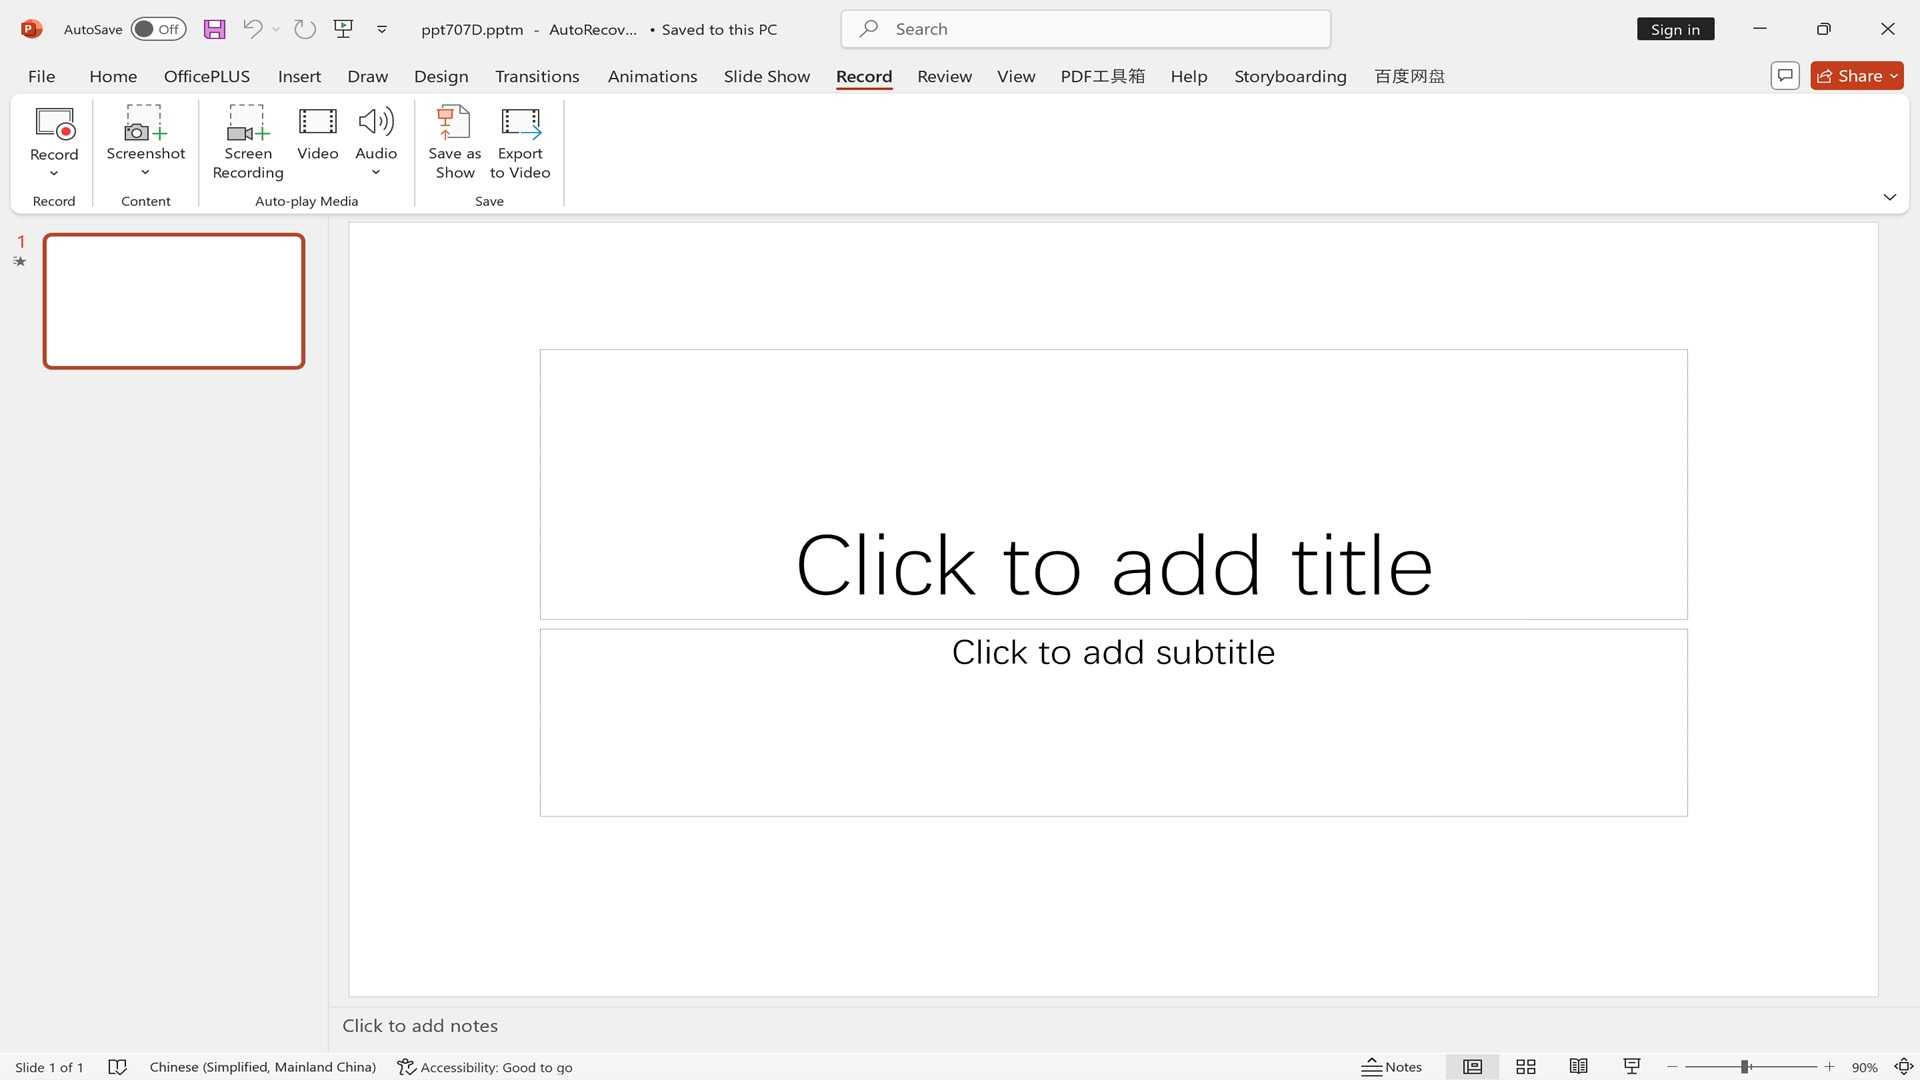 AutoSave Off ppt707D.pptm - AutoRecov... • Saved to this PC Search Sign in
File Home OfficePLUS Insert Draw Design Transitions Animations Slide Show Record Review View PDF工具箱 Help Storyboarding 百度网盘 Share
Record Screenshot Screen Recording Video Audio Save as Show Export to Video
Record Content Auto-play Media Save
1
Click to add title
Click to add subtitle
Click to add notes
Slide 1 of 1 Chinese (Simplified, Mainland China) Accessibility: Good to go Notes 90%